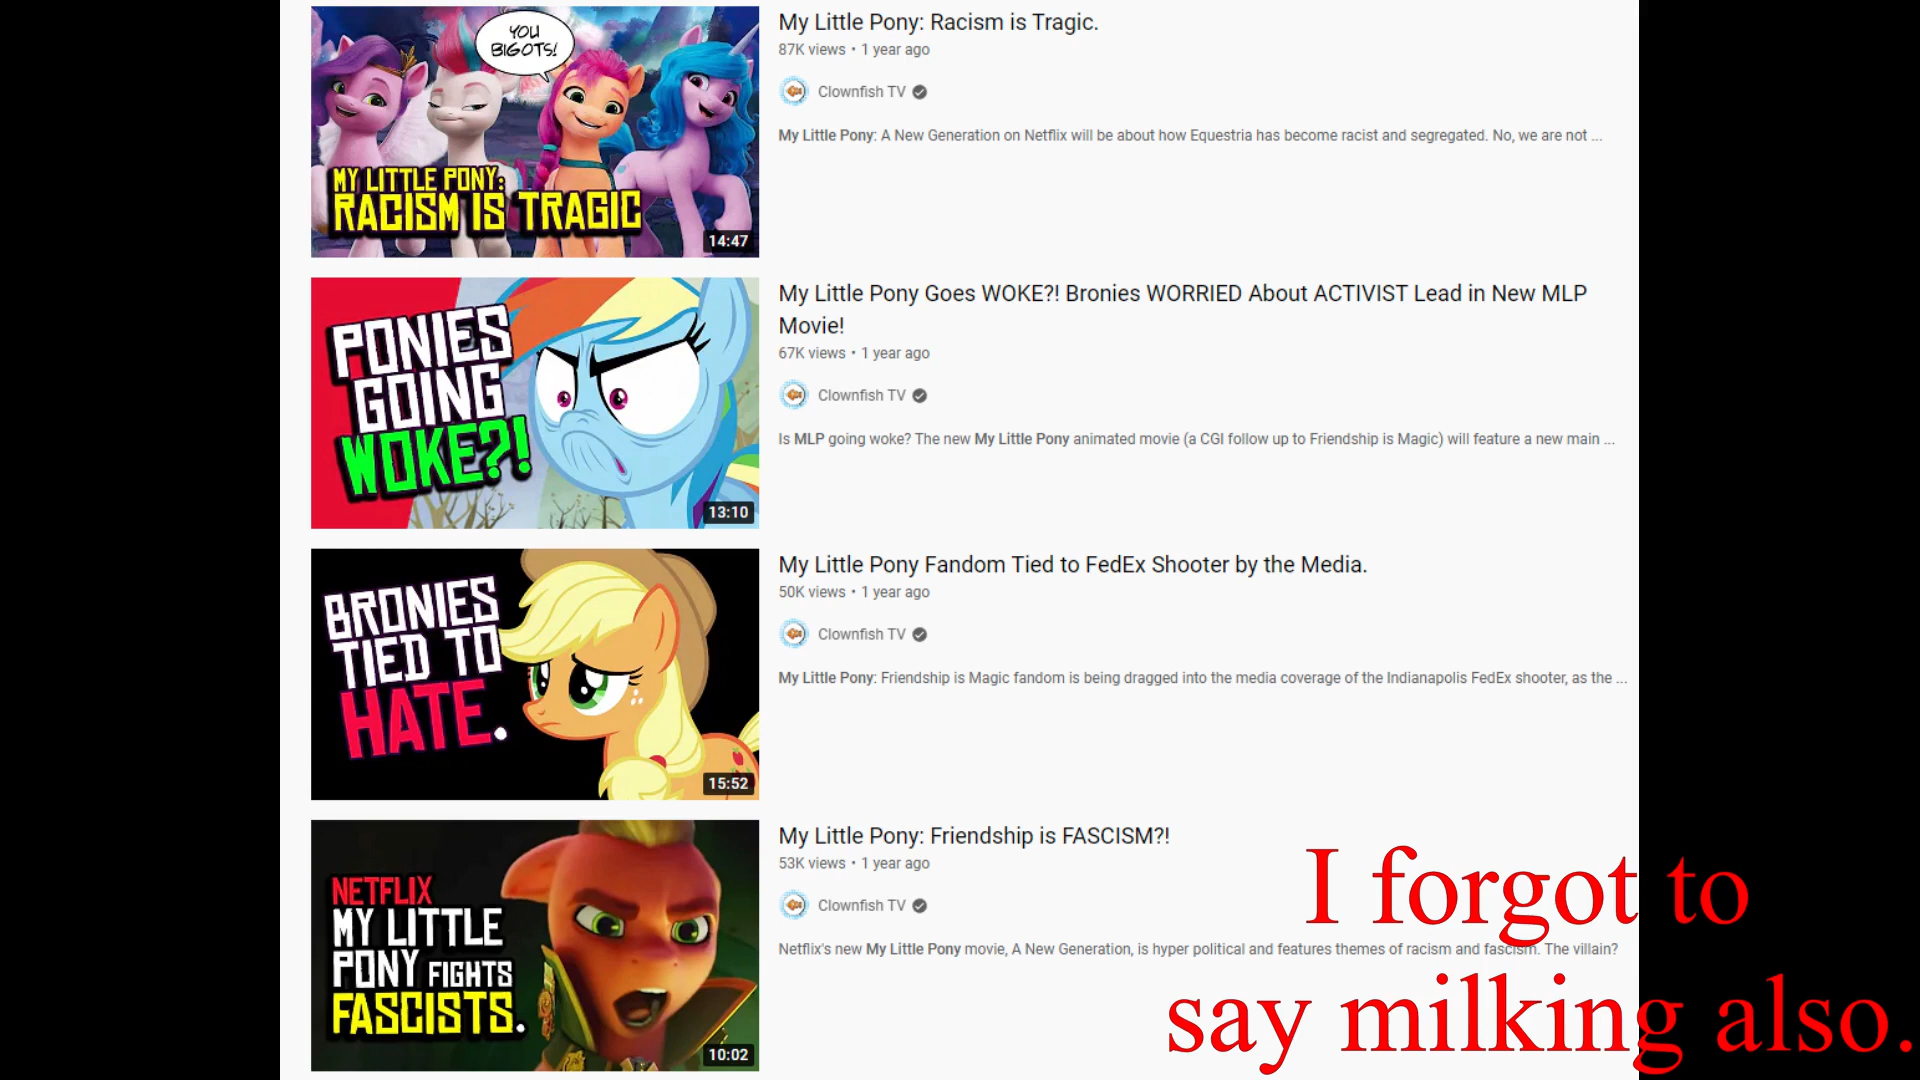 YOU
BIGOTS!
MY LITTLE PONY:
RACISM IS TRAGIC
14:47
My Little Pony: Racism is Tragic.
87K views • 1 year ago
Clownfish TV
My Little Pony: A New Generation on Netflix will be about how Equestria has become racist and segregated. No, we are not ...
PONIES
GOING
WOKE?!
13:10
My Little Pony Goes WOKE?! Bronies WORRIED About ACTIVIST Lead in New MLP
Movie!
67K views • 1 year ago
Clownfish TV
Is MLP going woke? The new My Little Pony animated movie (a CGI follow up to Friendship is Magic) will feature a new main ...
BRONIES
TIED TO
HATE.
15:52
My Little Pony Fandom Tied to FedEx Shooter by the Media.
50K views • 1 year ago
Clownfish TV
My Little Pony: Friendship is Magic fandom is being dragged into the media coverage of the Indianapolis FedEx shooter, as the ...
NETFLIX
MY LITTLE
PONY FIGHTS
FASCISTS.
10:02
My Little Pony: Friendship is FASCISM?!
53K views • 1 year ago
Clownfish TV
Netflix's new My Little Pony movie, A New Generation, is hyper political and features themes of racism and fascism. The villain?
I forgot to
say milking also.